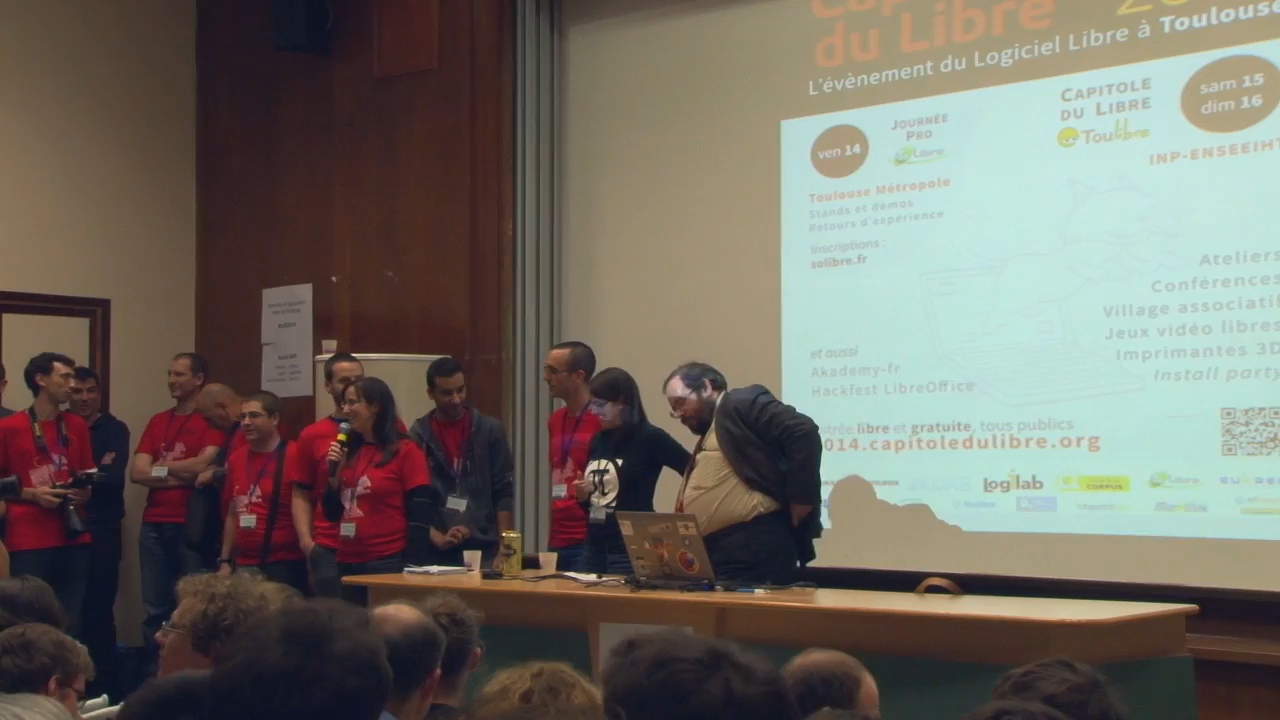 du Libre
L'évènement du Logiciel Libre à Toulouse
ven 14
JOURNÉE
PRO
Toulouse Métropole
Stands et démos
Retours d'expérience
Inscriptions :
solibre.fr
CAPITOLE
DU LIBRE
Toulibre
sam 15
dim 16
INP-ENSEEIHT
Ateliers
Conférences
Village associatif
Jeux vidéo libres
Imprimantes 3D
Install party
et aussi
Akademy-fr
Hackfest LibreOffice
libre et gratuite, tous publics
014.capitoledulibre.org
Logilab